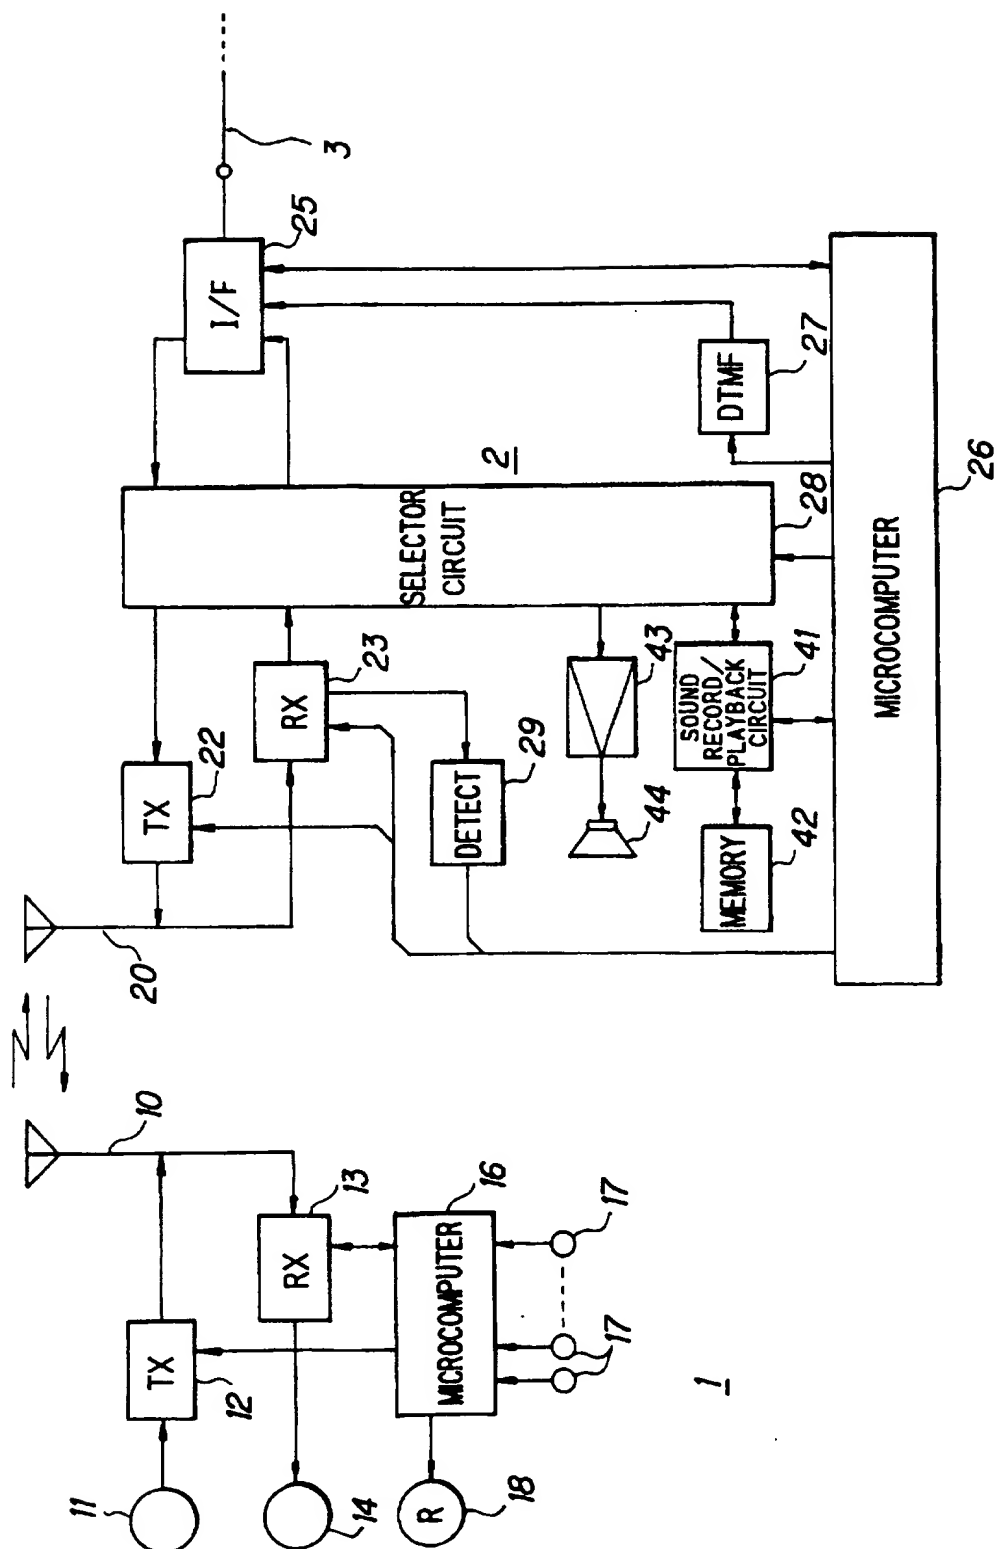 11
TX
12
10
RX
13
14
MICROCOMPUTER
16
R
18
17
17
1
20
TX
22
RX
23
DETECT
29
SELECTOR
CIRCUIT
28
2
I/F
25
3
43
44
SOUND
RECORD/
PLAYBACK
CIRCUIT
41
MEMORY
42
DTMF
27
MICROCOMPUTER
26